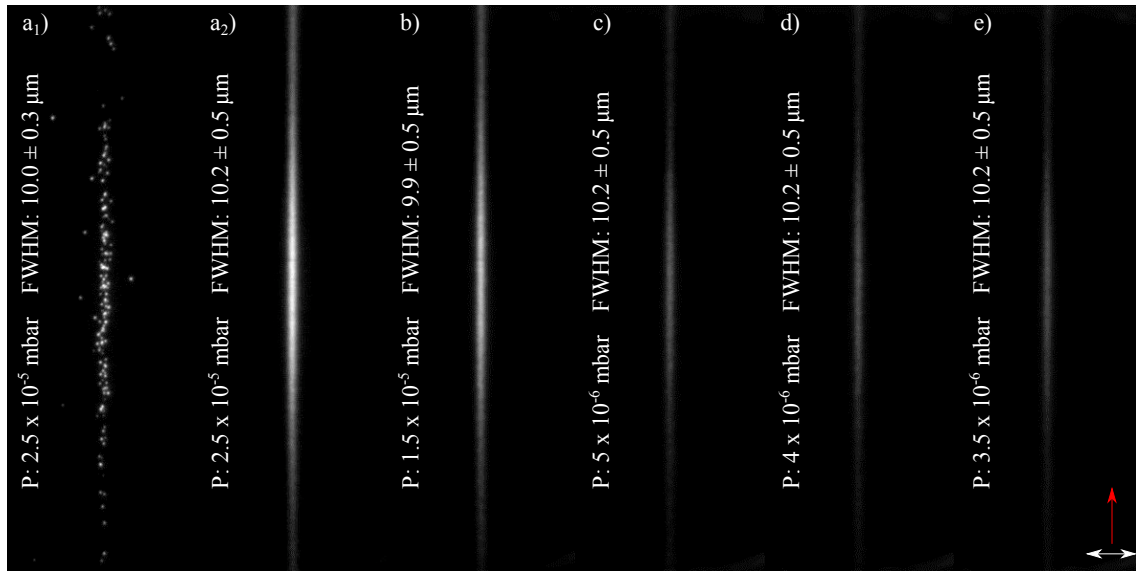 a₁)
P: 2.5 x 10⁻⁵ mbar FWHM: 10.0 ± 0.3 μm
a₂)
P: 2.5 x 10⁻⁵ mbar FWHM: 10.2 ± 0.5 μm
b)
P: 1.5 x 10⁻⁵ mbar FWHM: 9.9 ± 0.5 μm
c)
P: 5 x 10⁻⁶ mbar FWHM: 10.2 ± 0.5 μm
d)
P: 4 x 10⁻⁶ mbar FWHM: 10.2 ± 0.5 μm
e)
P: 3.5 x 10⁻⁶ mbar FWHM: 10.2 ± 0.5 μm